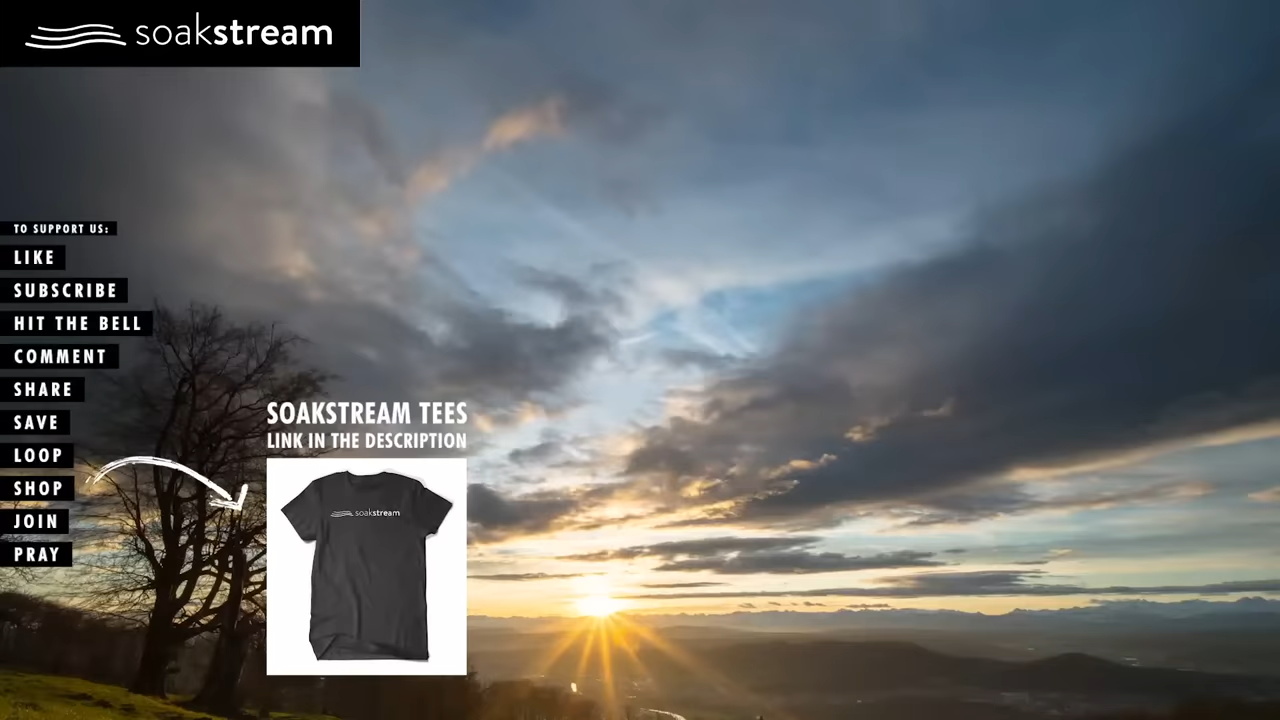 soakstream
TO SUPPORT US:
LIKE
SUBSCRIBE
HIT THE BELL
COMMENT
SHARE
SAVE
LOOP
SHOP
JOIN
PRAY
SOAKSTREAM TEES
LINK IN THE DESCRIPTION
soakstream